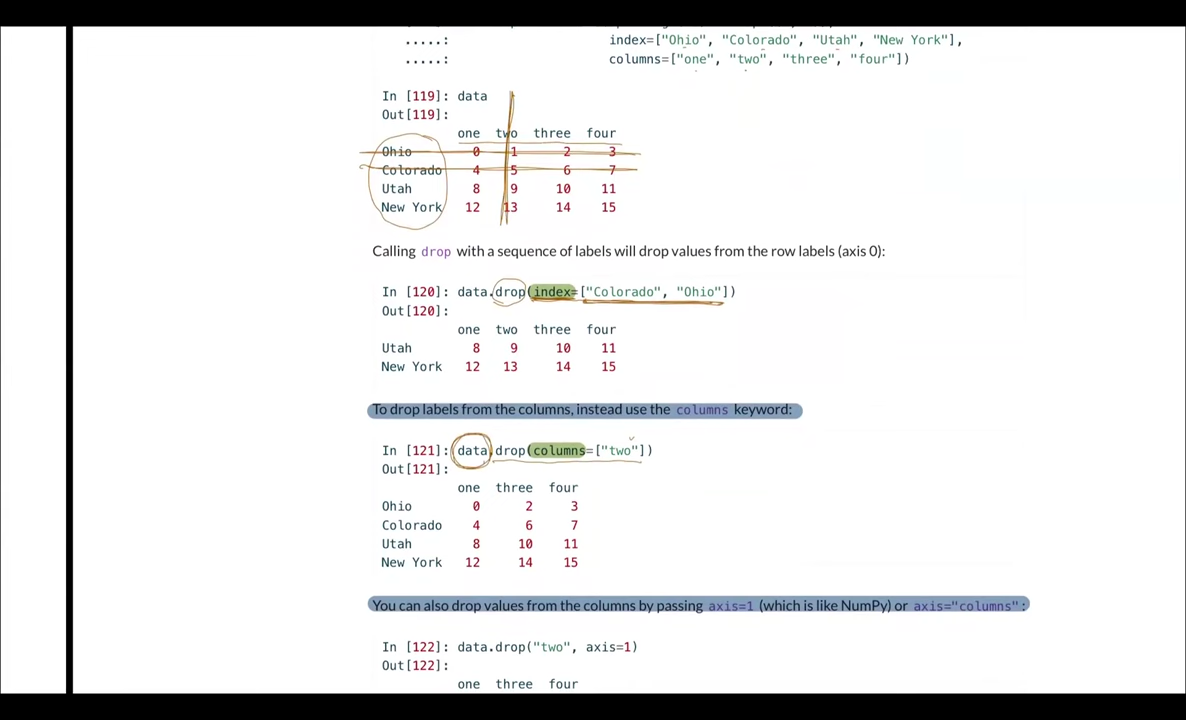 .....: index=["Ohio", "Colorado", "Utah", "New York"],
.....: columns=["one", "two", "three", "four"])
In [119]: data
Out[119]:
one two three four
Ohio 0 1 2 3
Colorado 4 5 6 7
Utah 8 9 10 11
New York 12 13 14 15
Calling drop with a sequence of labels will drop values from the row labels (axis 0):
In [120]: data.drop(index=["Colorado", "Ohio"])
Out[120]:
one two three four
Utah 8 9 10 11
New York 12 13 14 15
To drop labels from the columns, instead use the columns keyword:
In [121]: data.drop(columns=["two"])
Out[121]:
one three four
Ohio 0 2 3
Colorado 4 6 7
Utah 8 10 11
New York 12 14 15
You can also drop values from the columns by passing axis=1 (which is like NumPy) or axis="columns":
In [122]: data.drop("two", axis=1)
Out[122]:
one three four